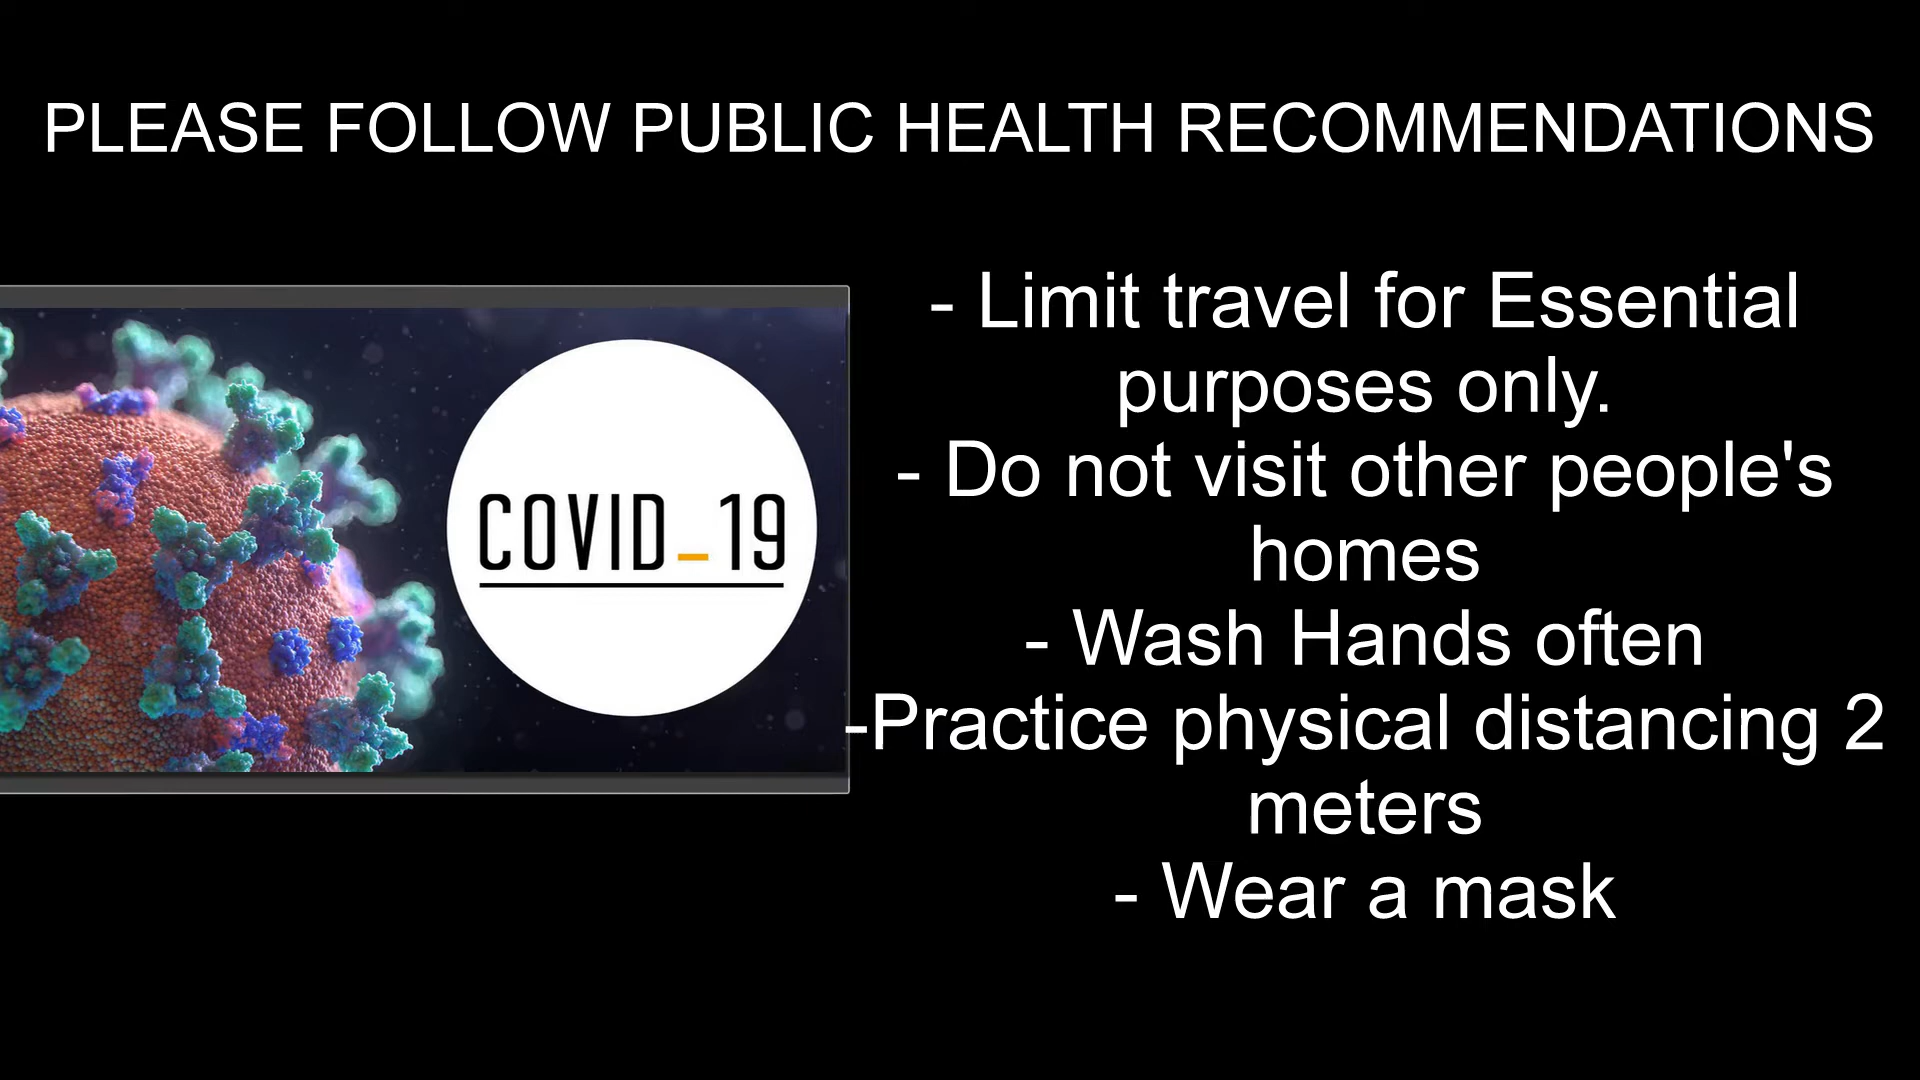 PLEASE FOLLOW PUBLIC HEALTH RECOMMENDATIONS
COVID_19
- Limit travel for Essential
purposes only.
- Do not visit other people's
homes
- Wash Hands often
-Practice physical distancing 2
meters
- Wear a mask